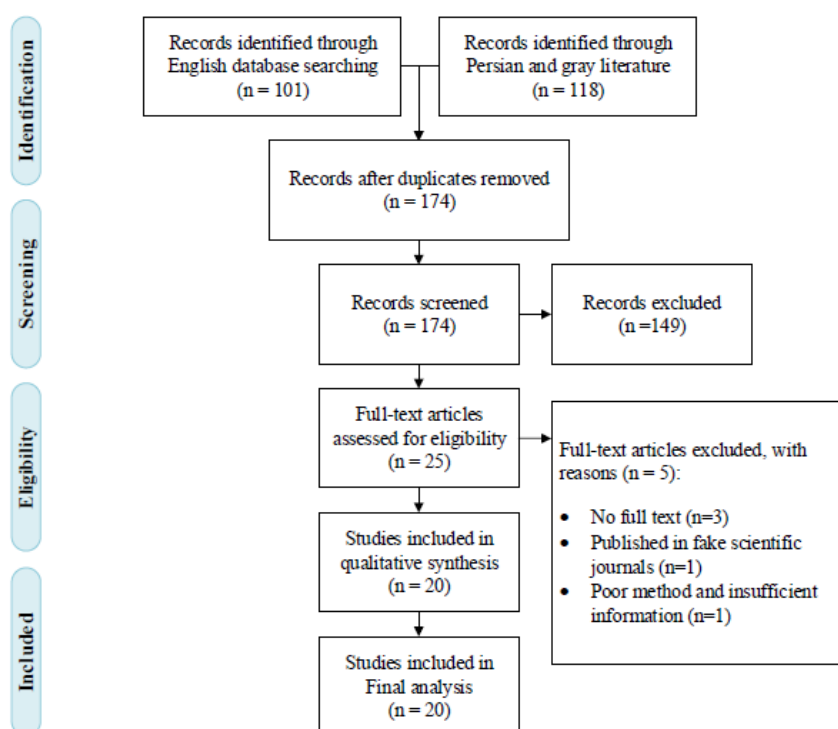 Identification
Records identified through
English database searching
(n = 101)
Records identified through
Persian and gray literature
(n = 118)
Records after duplicates removed
(n = 174)
Screening
Records screened
(n = 174)
Records excluded
(n =149)
Eligibility
Full-text articles
assessed for eligibility
(n = 25)
Full-text articles excluded, with
reasons (n = 5):
• No full text (n=3)
• Published in fake scientific
journals (n=1)
• Poor method and insufficient
information (n=1)
Studies included in
qualitative synthesis
(n = 20)
Included
Studies included in
Final analysis
(n = 20)